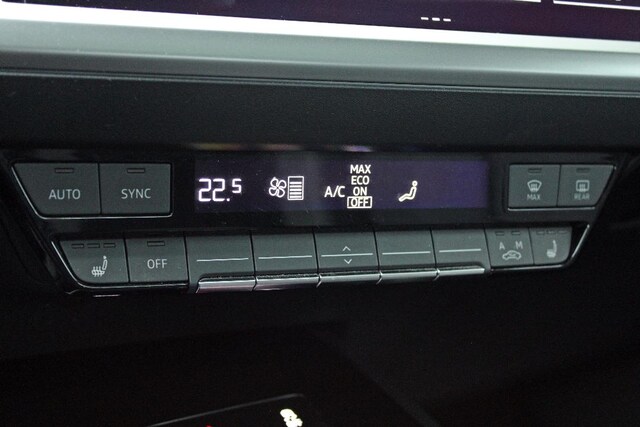 MAX
ECO
AUTO SYNC 22.5 A/C ON
OFF
MAX REAR
OFF A M